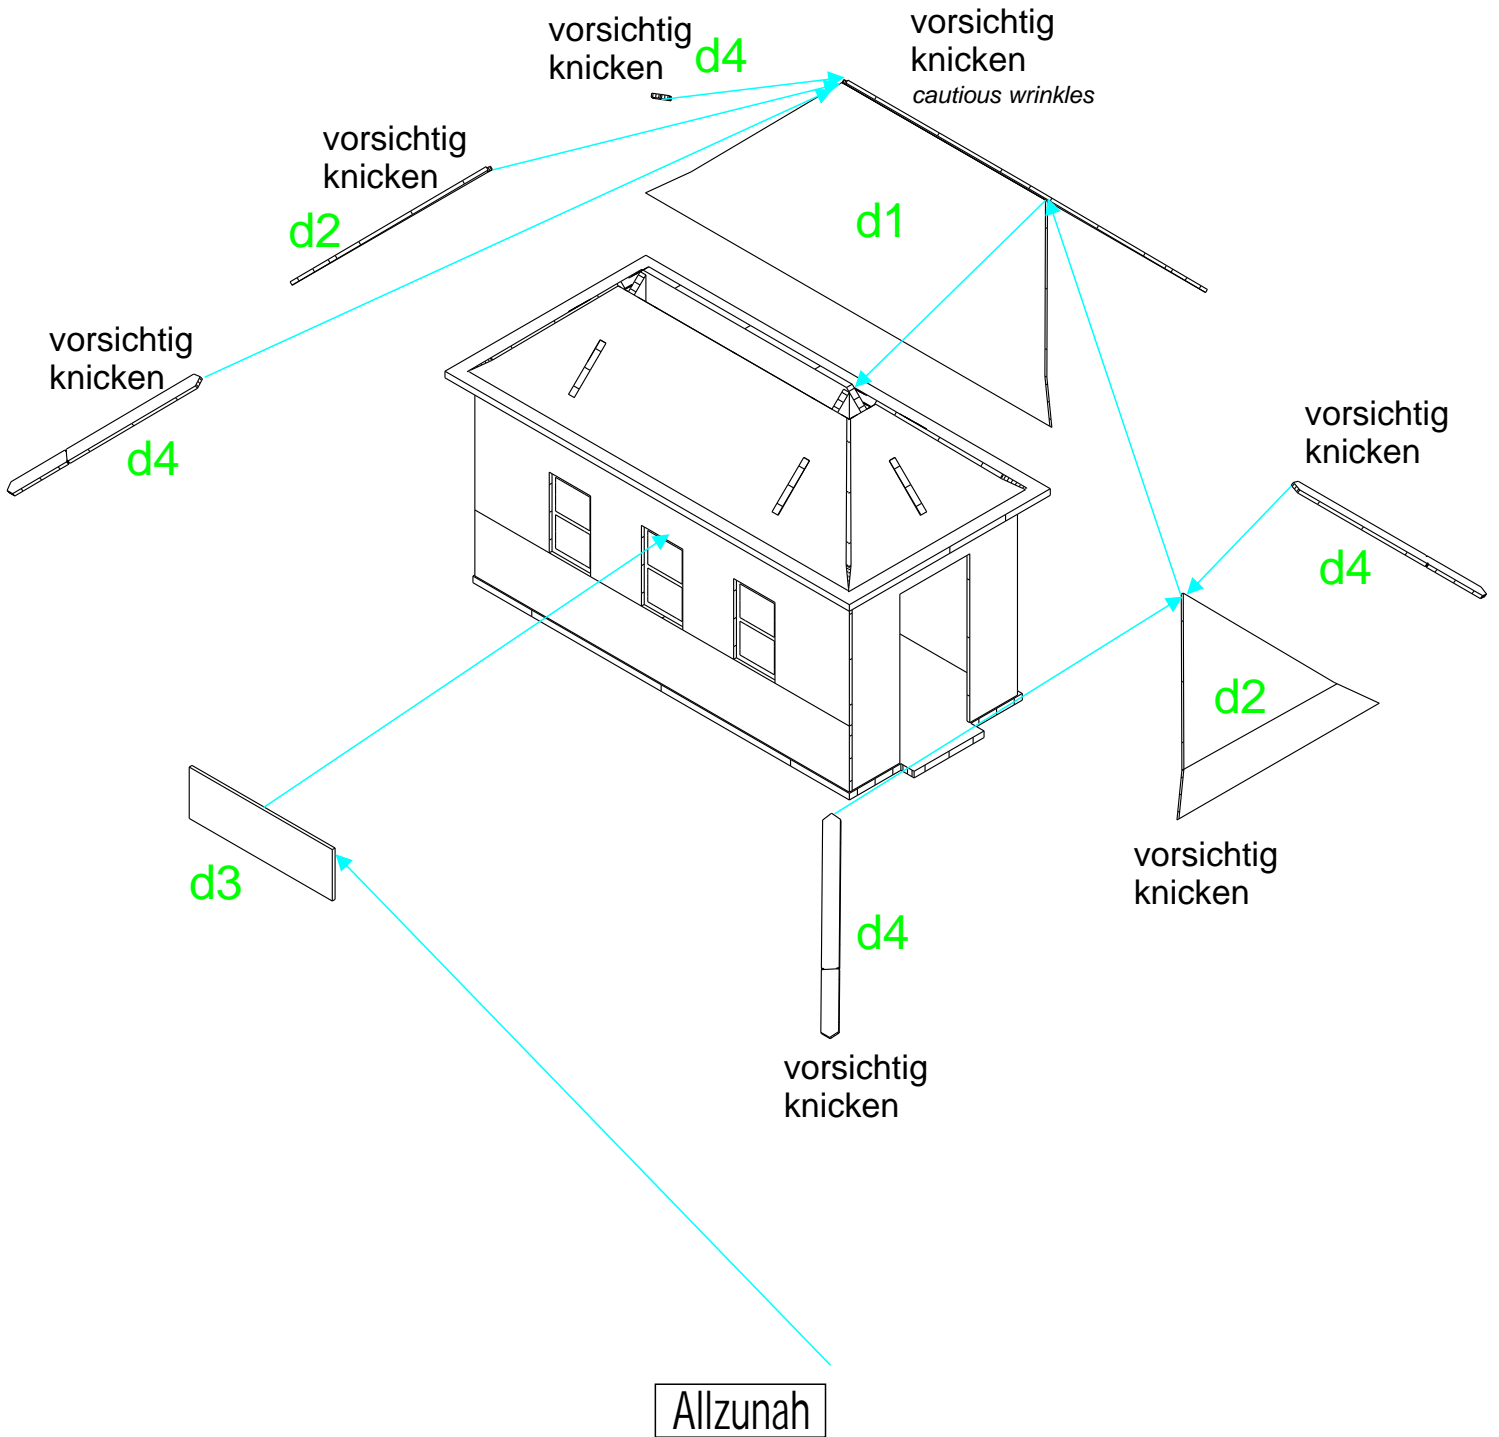 vorsichtig
knicken
d4
vorsichtig
knicken
cautious wrinkles
vorsichtig
knicken
d2
d1
vorsichtig
knicken
d4
vorsichtig
knicken
d4
d2
vorsichtig
knicken
d3
d4
vorsichtig
knicken
Allzunah